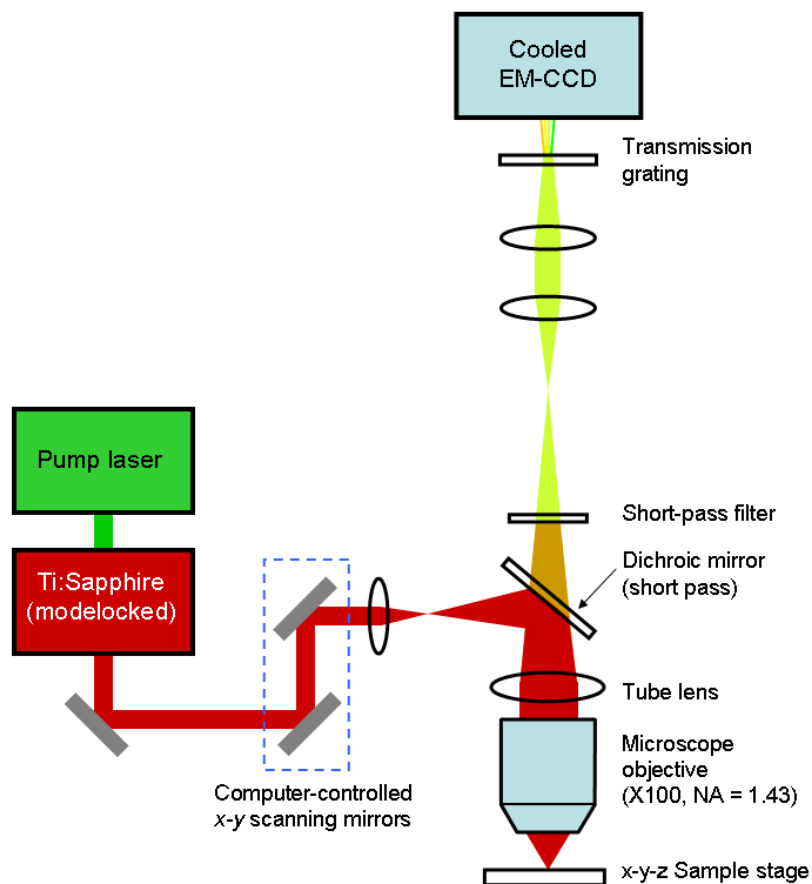 Cooled
EM-CCD
Transmission
grating
Pump laser
Short-pass filter
Ti:Sapphire
(modelocked)
Dichroic mirror
(short pass)
Tube lens
Microscope
objective
(X100, NA = 1.43)
Computer-controlled
x-y scanning mirrors
x-y-z Sample stage